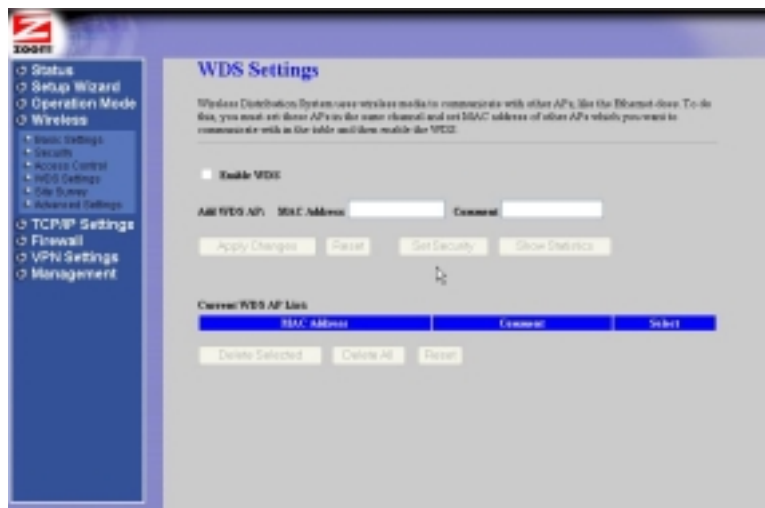 ZOOM
Status
Setup Wizard
Operation Mode
Wireless
Basic Settings
Security
Access Control
WDS Settings
Site Survey
Advanced Settings
TCP/IP Settings
Firewall
VPN Settings
Management
WDS Settings
Wireless Distribution System uses wireless media to communicate with other APs, like the Ethernet does. To do
this, you must set these APs in the same channel and set MAC address of other APs which you want to
communicate with in the table and then enable the WDS.
Enable WDS
Add WDS AP: MAC Address Comment
Apply Changes Reset Set Security Show Statistics
Current WDS AP List:
MAC Address Comment Select
Delete Selected Delete All Reset